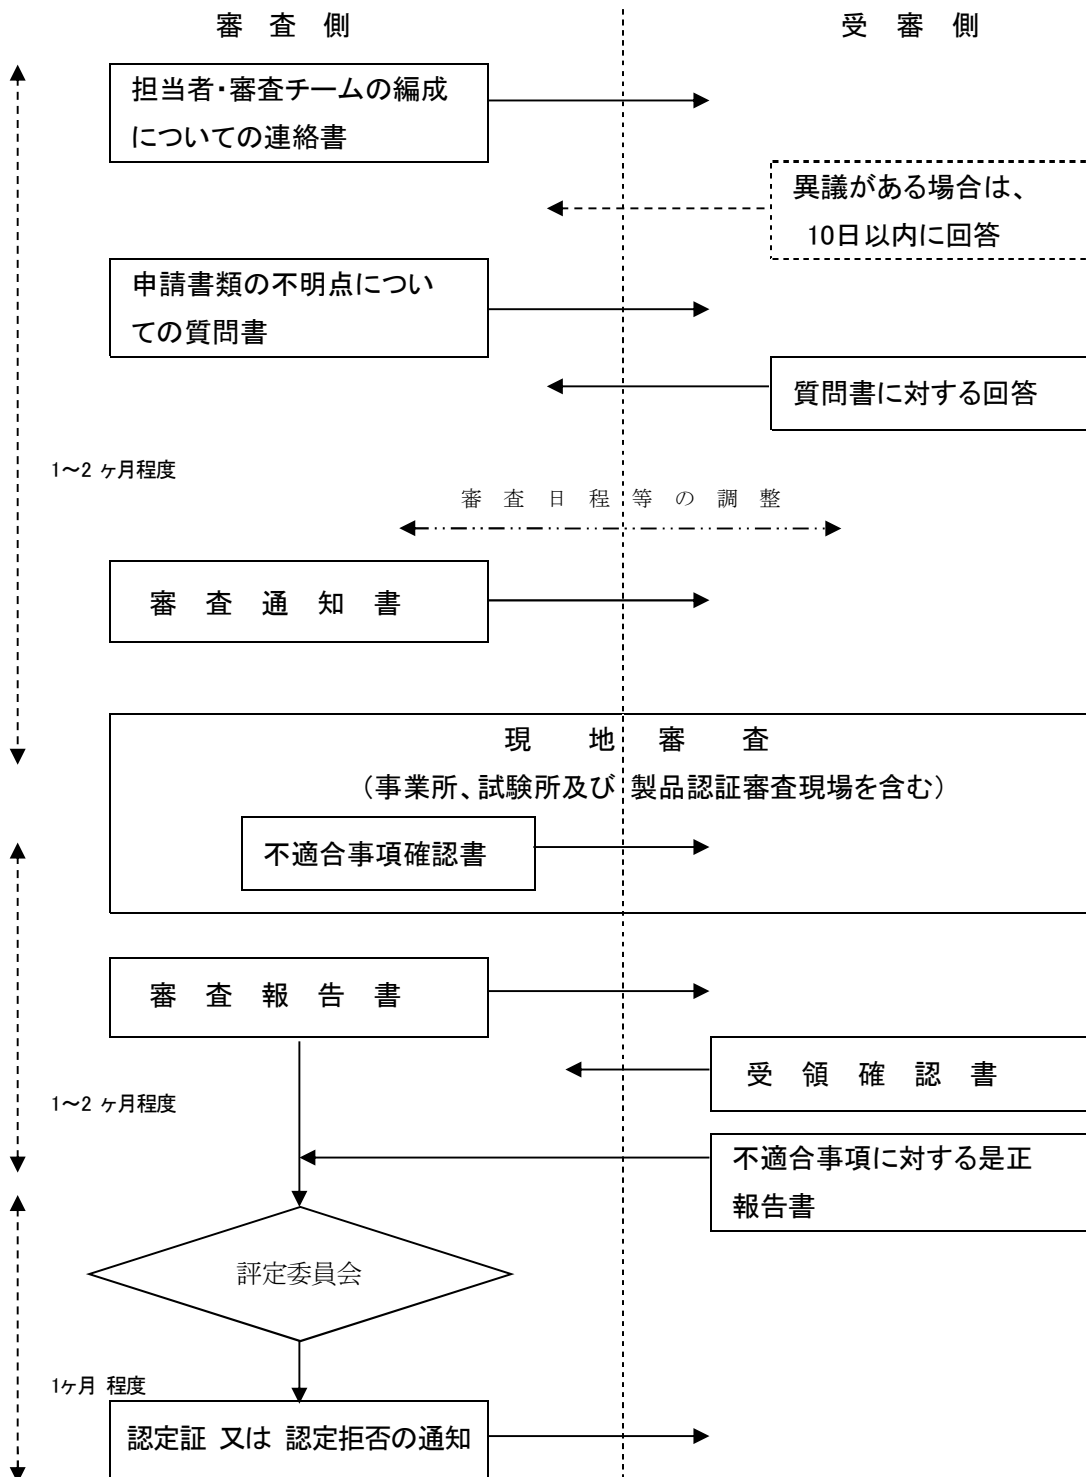 審 査 側
受 審 側
担当者・審査チームの編成
についての連絡書
異議がある場合は、
10日以内に回答
申請書類の不明点につい
ての質問書
質問書に対する回答
1～2 ヶ月程度
審 査 日 程 等 の 調 整
審 査 通 知 書
現 地 審 査
（事業所、試験所及び 製品認証審査現場を含む）
不適合事項確認書
審 査 報 告 書
受 領 確 認 書
1～2 ヶ月程度
不適合事項に対する是正
報告書
評定委員会
1ヶ月 程度
認定証 又は 認定拒否の通知